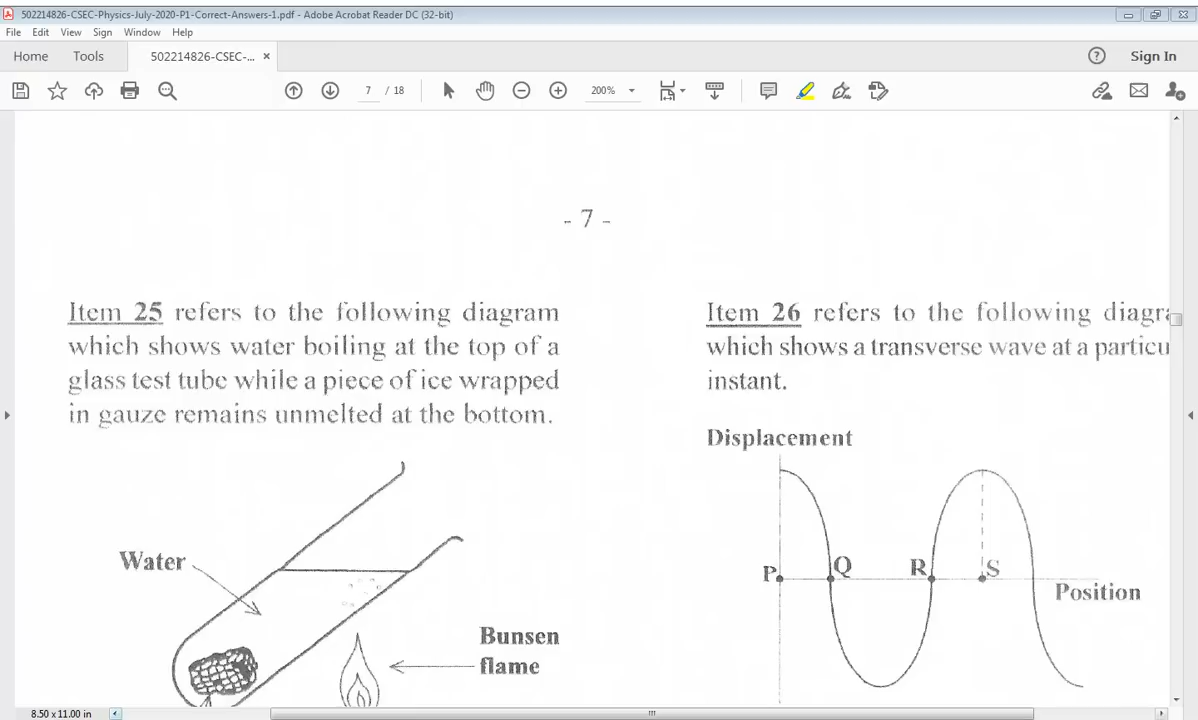 502214826-CSEC-Physics-July-2020-P1-Correct-Answers-1.pdf - Adobe Acrobat Reader DC (32-bit)
File Edit View Sign Window Help
Home Tools 502214826-CSEC-... × Sign In
7 / 18 200%
- 7 -
Item 25 refers to the following diagram
which shows water boiling at the top of a
glass test tube while a piece of ice wrapped
in gauze remains unmelted at the bottom.
Water
Bunsen
flame
Item 26 refers to the following diagra
which shows a transverse wave at a particu
instant.
Displacement
P Q R S
Position
8.50 x 11.00 in